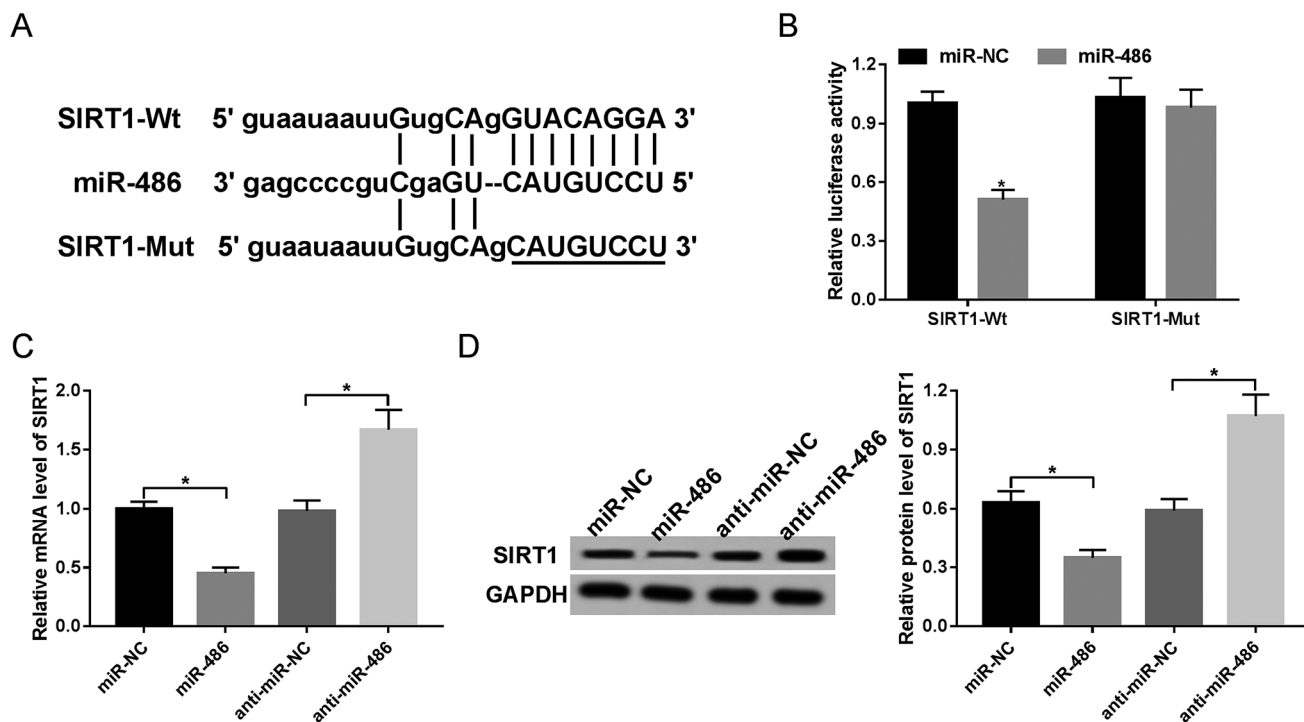 A
SIRT1-Wt 5' guaauaauuGugCAgGUACAGGA 3'
miR-486 3' gagccccguCgaGU--CAUGUCCU 5'
SIRT1-Mut 5' guaauaauuGugCAgCAUGUCCU 3'
B
miR-NC miR-486
Relative luciferase activity
1.2
0.9
0.6
0.3
0.0
*
SIRT1-Wt SIRT1-Mut
C
Relative mRNA level of SIRT1
2.0
1.5
1.0
0.5
0.0
*
*
miR-NC
miR-486
anti-miR-NC
anti-miR-486
D
miR-NC
miR-486
anti-miR-NC
anti-miR-486
SIRT1
GAPDH
Relative protein level of SIRT1
1.2
0.9
0.6
0.3
0.0
*
*
miR-NC
miR-486
anti-miR-NC
anti-miR-486